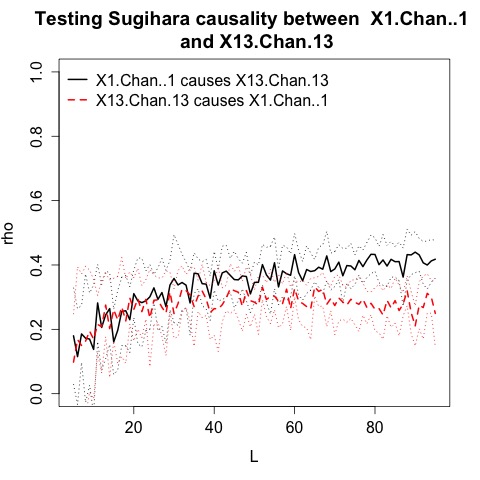 Testing Sugihara causality between  X1.Chan..1
and X13.Chan.13
X1.Chan..1 causes X13.Chan.13
X13.Chan.13 causes X1.Chan..1
rho
1.0
0.8
0.6
0.4
0.2
0.0
20 40 60 80
L